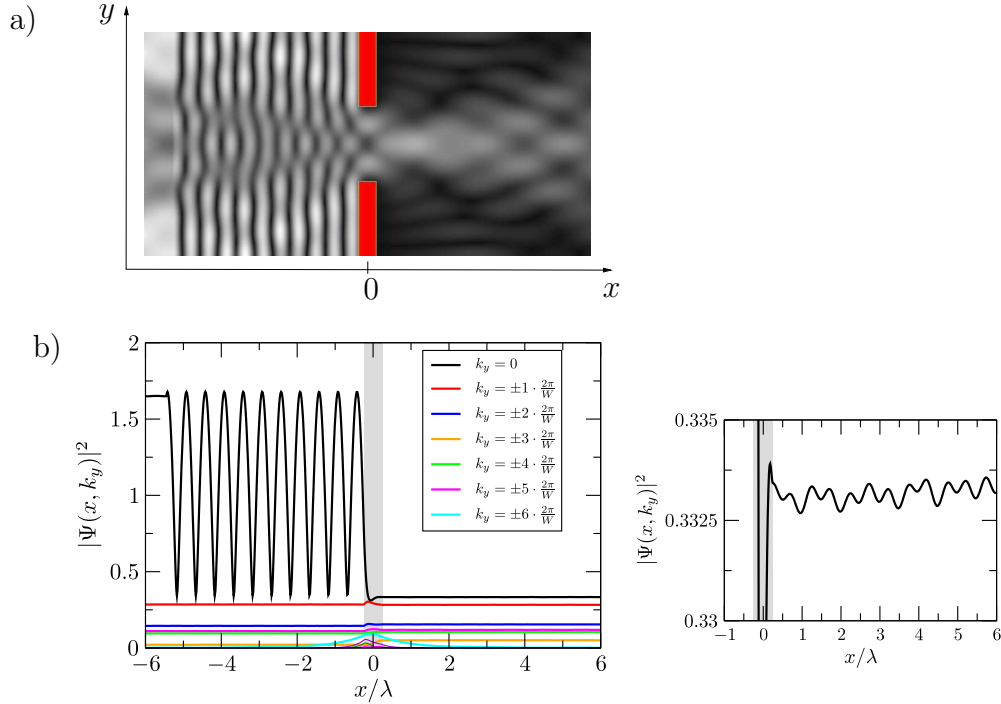 a)
y
0
x
b)
|Ψ(x, k_y)|²
2
1.5
1
0.5
0
−6
−4
−2
0
2
4
6
x/λ
k_y = 0
k_y = ±1 · 2π/W
k_y = ±2 · 2π/W
k_y = ±3 · 2π/W
k_y = ±4 · 2π/W
k_y = ±5 · 2π/W
k_y = ±6 · 2π/W
|Ψ(x, k_y)|²
0.335
0.3325
0.33
−1
0
1
2
3
4
5
6
x/λ